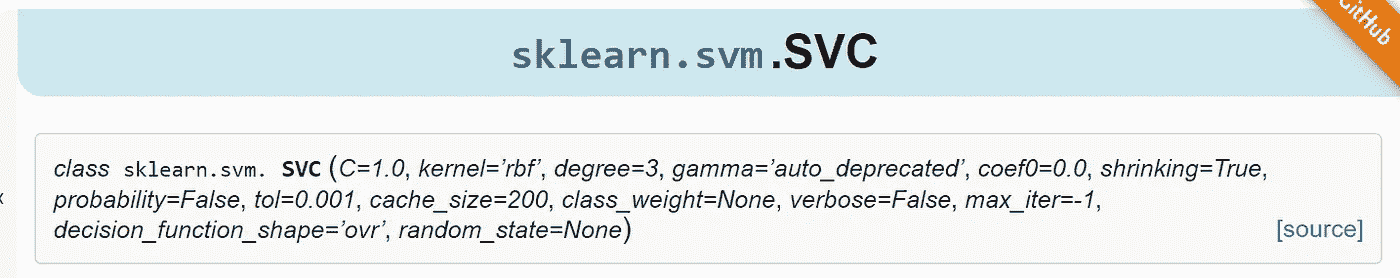 GitHub
sklearn.svm.SVC
class sklearn.svm. SVC (C=1.0, kernel=’rbf’, degree=3, gamma=’auto_deprecated’, coef0=0.0, shrinking=True,
probability=False, tol=0.001, cache_size=200, class_weight=None, verbose=False, max_iter=-1,
decision_function_shape=’ovr’, random_state=None)
[source]